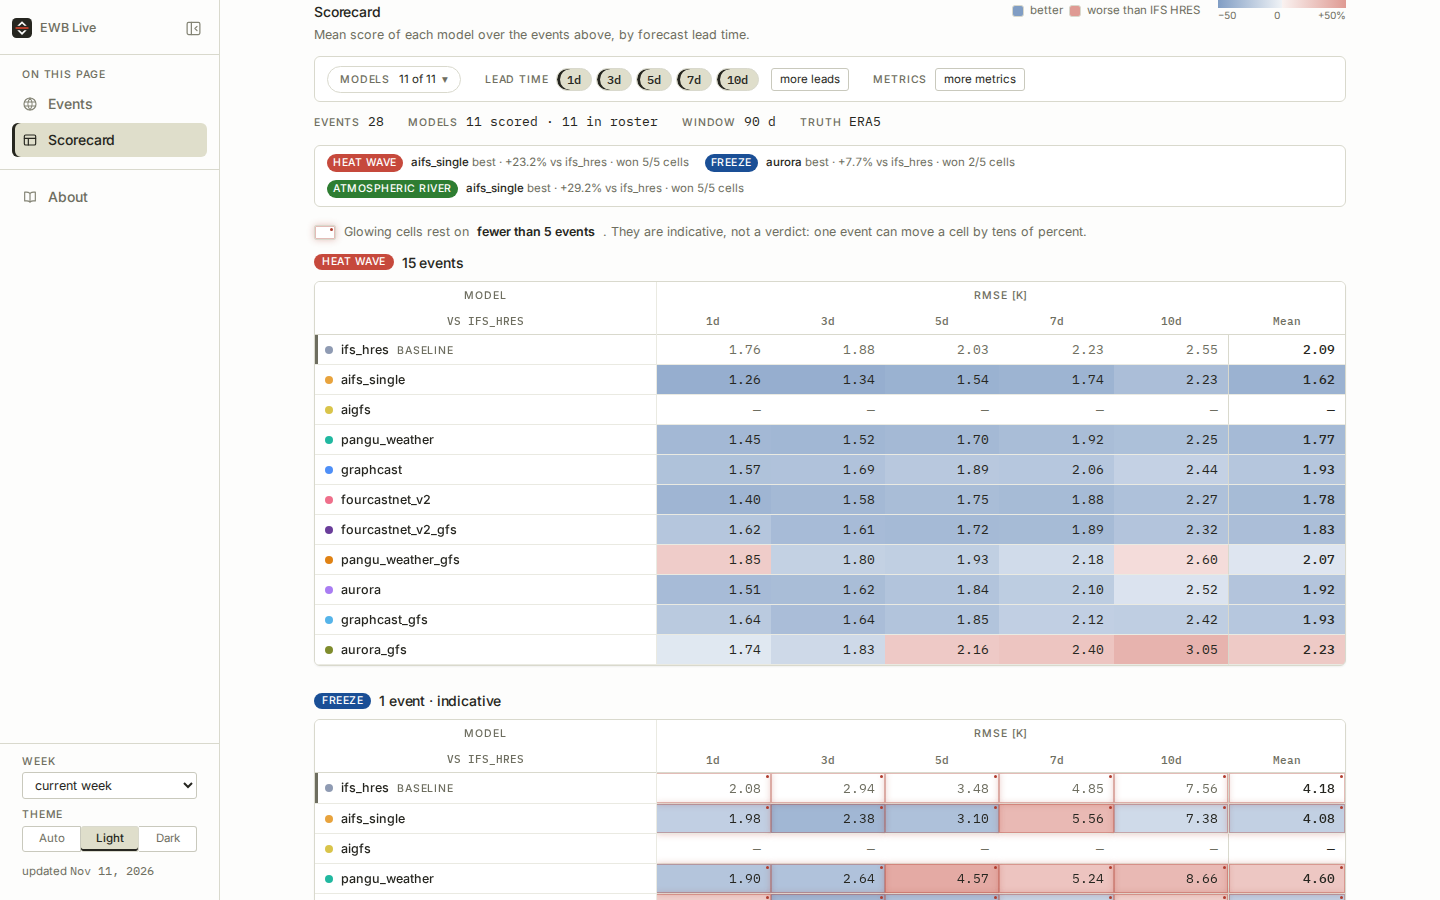 EWB Live
ON THIS PAGE
Events
Scorecard
About
WEEK
current week
THEME
Auto Light Dark
updated Nov 11, 2026
Scorecard
better worse than IFS HRES
−50 0 +50%
Mean score of each model over the events above, by forecast lead time.
MODELS 11 of 11 ▾ LEAD TIME 1d 3d 5d 7d 10d more leads METRICS more metrics
EVENTS 28 MODELS 11 scored · 11 in roster WINDOW 90 d TRUTH ERA5
HEAT WAVE aifs_single best · +23.2% vs ifs_hres · won 5/5 cells FREEZE aurora best · +7.7% vs ifs_hres · won 2/5 cells
ATMOSPHERIC RIVER aifs_single best · +29.2% vs ifs_hres · won 5/5 cells
Glowing cells rest on fewer than 5 events . They are indicative, not a verdict: one event can move a cell by tens of percent.
HEAT WAVE 15 events
MODEL RMSE [K]
VS IFS_HRES 1d 3d 5d 7d 10d Mean
ifs_hres BASELINE 1.76 1.88 2.03 2.23 2.55 2.09
aifs_single 1.26 1.34 1.54 1.74 2.23 1.62
aigfs — — — — — —
pangu_weather 1.45 1.52 1.70 1.92 2.25 1.77
graphcast 1.57 1.69 1.89 2.06 2.44 1.93
fourcastnet_v2 1.40 1.58 1.75 1.88 2.27 1.78
fourcastnet_v2_gfs 1.62 1.61 1.72 1.89 2.32 1.83
pangu_weather_gfs 1.85 1.80 1.93 2.18 2.60 2.07
aurora 1.51 1.62 1.84 2.10 2.52 1.92
graphcast_gfs 1.64 1.64 1.85 2.12 2.42 1.93
aurora_gfs 1.74 1.83 2.16 2.40 3.05 2.23
FREEZE 1 event · indicative
MODEL RMSE [K]
VS IFS_HRES 1d 3d 5d 7d 10d Mean
ifs_hres BASELINE 2.08 2.94 3.48 4.85 7.56 4.18
aifs_single 1.98 2.38 3.10 5.56 7.38 4.08
aigfs — — — — — —
pangu_weather 1.90 2.64 4.57 5.24 8.66 4.60